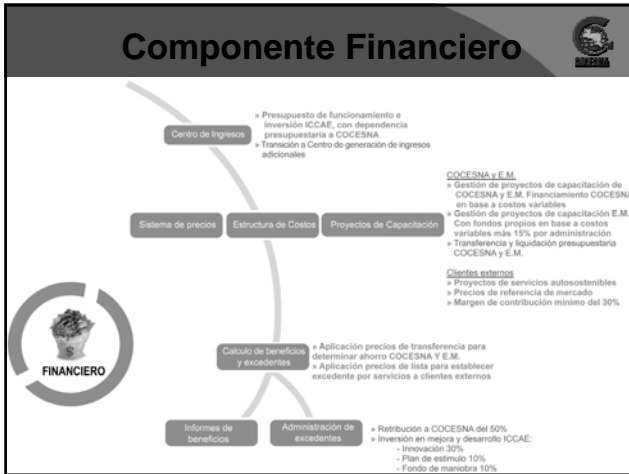 Componente Financiero
COCESNA
Centro de Ingresos
» Presupuesto de funcionamiento e
inversión ICCAE, con dependencia
presupuestaria a COCESNA
» Transición a Centro de generación de ingresos
adicionales
Sistema de precios
Estructura de Costos
Proyectos de Capacitación
COCESNA y E.M.
» Gestión de proyectos de capacitación de
COCESNA y E.M. Financiamiento COCESNA
en base a costos variables
» Gestión de proyectos de capacitación E.M.
Con fondos propios en base a costos
variables más 15% por administración
» Transferencia y liquidación presupuestaria
COCESNA y E.M.
Clientes externos
» Proyectos de servicios autosostenibles
» Precios de referencia de mercado
» Margen de contribución mínimo del 30%
$
FINANCIERO
Calculo de beneficios
y excedentes
» Aplicación precios de transferencia para
determinar ahorro COCESNA Y E.M.
» Aplicación precios de lista para establecer
excedente por servicios a clientes externos
Informes de
beneficios
Administración de
excedentes
» Retribución a COCESNA del 50%
» Inversión en mejora y desarrollo ICCAE:
- Innovación 30%
- Plan de estimulo 10%
- Fondo de maniobra 10%